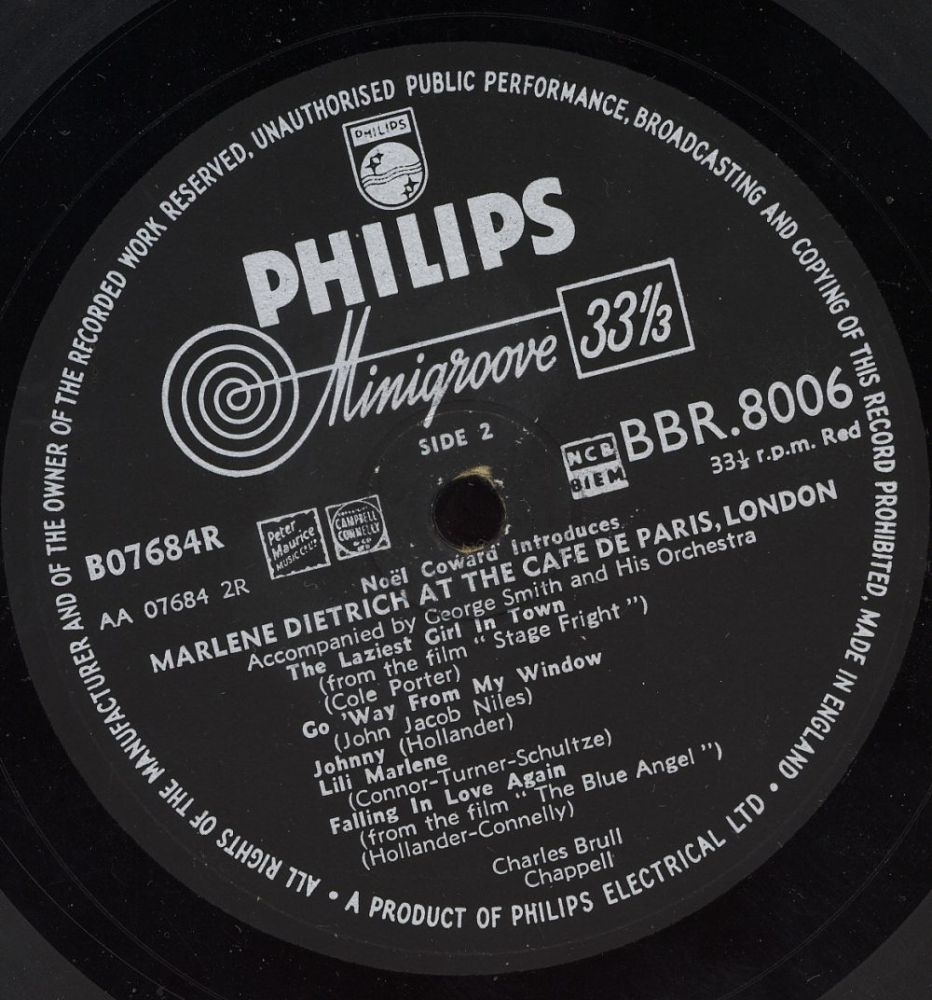 ALL RIGHTS OF THE MANUFACTURER AND OF THE OWNER OF THE RECORDED WORK RESERVED, UNAUTHORISED PUBLIC PERFORMANCE, BROADCASTING AND COPYING OF THIS RECORD PROHIBITED, MADE IN ENGLAND •
PHILIPS
PHILIPS
Minigroove 33⅓
SIDE 2
NCB
BIEM
BBR.8006
33⅓ r.p.m. Red
B07684R
AA 07684 2R
Peter
Maurice
MUSIC CO LTD
CAMPBELL
CONNELLY
& CO
Noël Coward Introduces
MARLENE DIETRICH AT THE CAFE DE PARIS, LONDON
Accompanied by George Smith and His Orchestra
The Laziest Girl In Town
(from the film " Stage Fright ")
(Cole Porter)
Go 'Way From My Window
(John Jacob Niles)
Johnny (Hollander)
Lili Marlene
(Connor-Turner-Schultze)
Falling In Love Again
(from the film " The Blue Angel ")
(Hollander-Connelly)
Charles Brull
Chappell
A PRODUCT OF PHILIPS ELECTRICAL LTD •